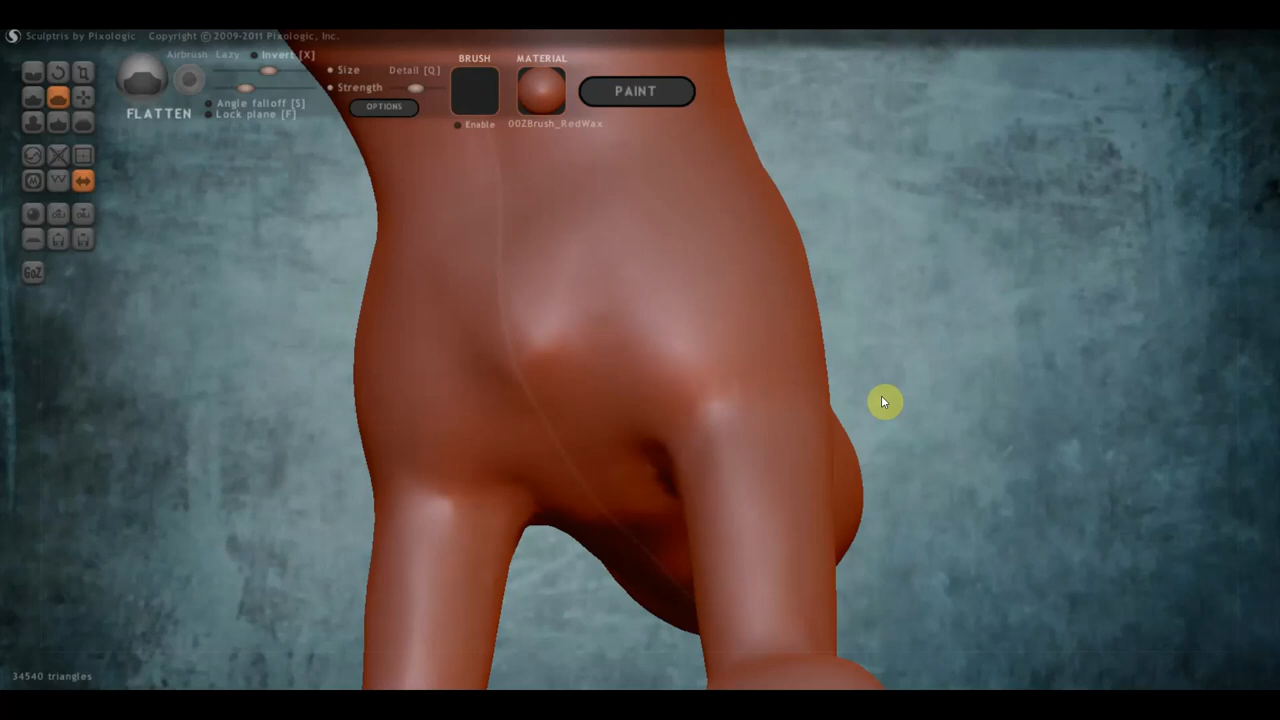 Sculptris by Pixologic Copyright © 2009-2011 Pixologic, Inc.
Airbrush Lazy Invert [X]
Size Detail [Q]
Strength
Angle falloff [S]
Lock plane [F]
FLATTEN
OPTIONS
BRUSH
Enable
MATERIAL
00ZBrush_RedWax
PAINT
GoZ
34540 triangles